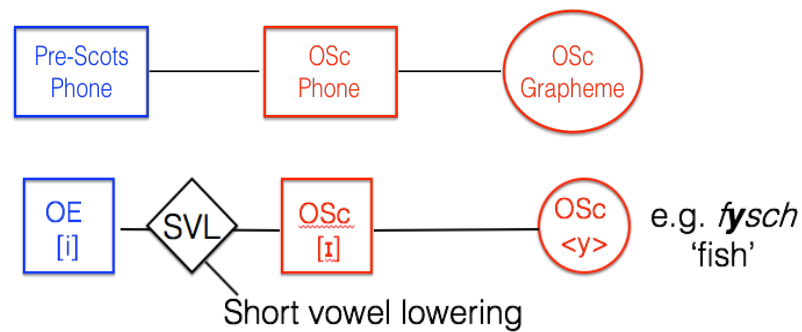 Pre-Scots
Phone
OSc
Phone
OSc
Grapheme
OE
[i]
SVL
OSc
[ɪ]
OSc
<y>
e.g. fysch
'fish'
Short vowel lowering